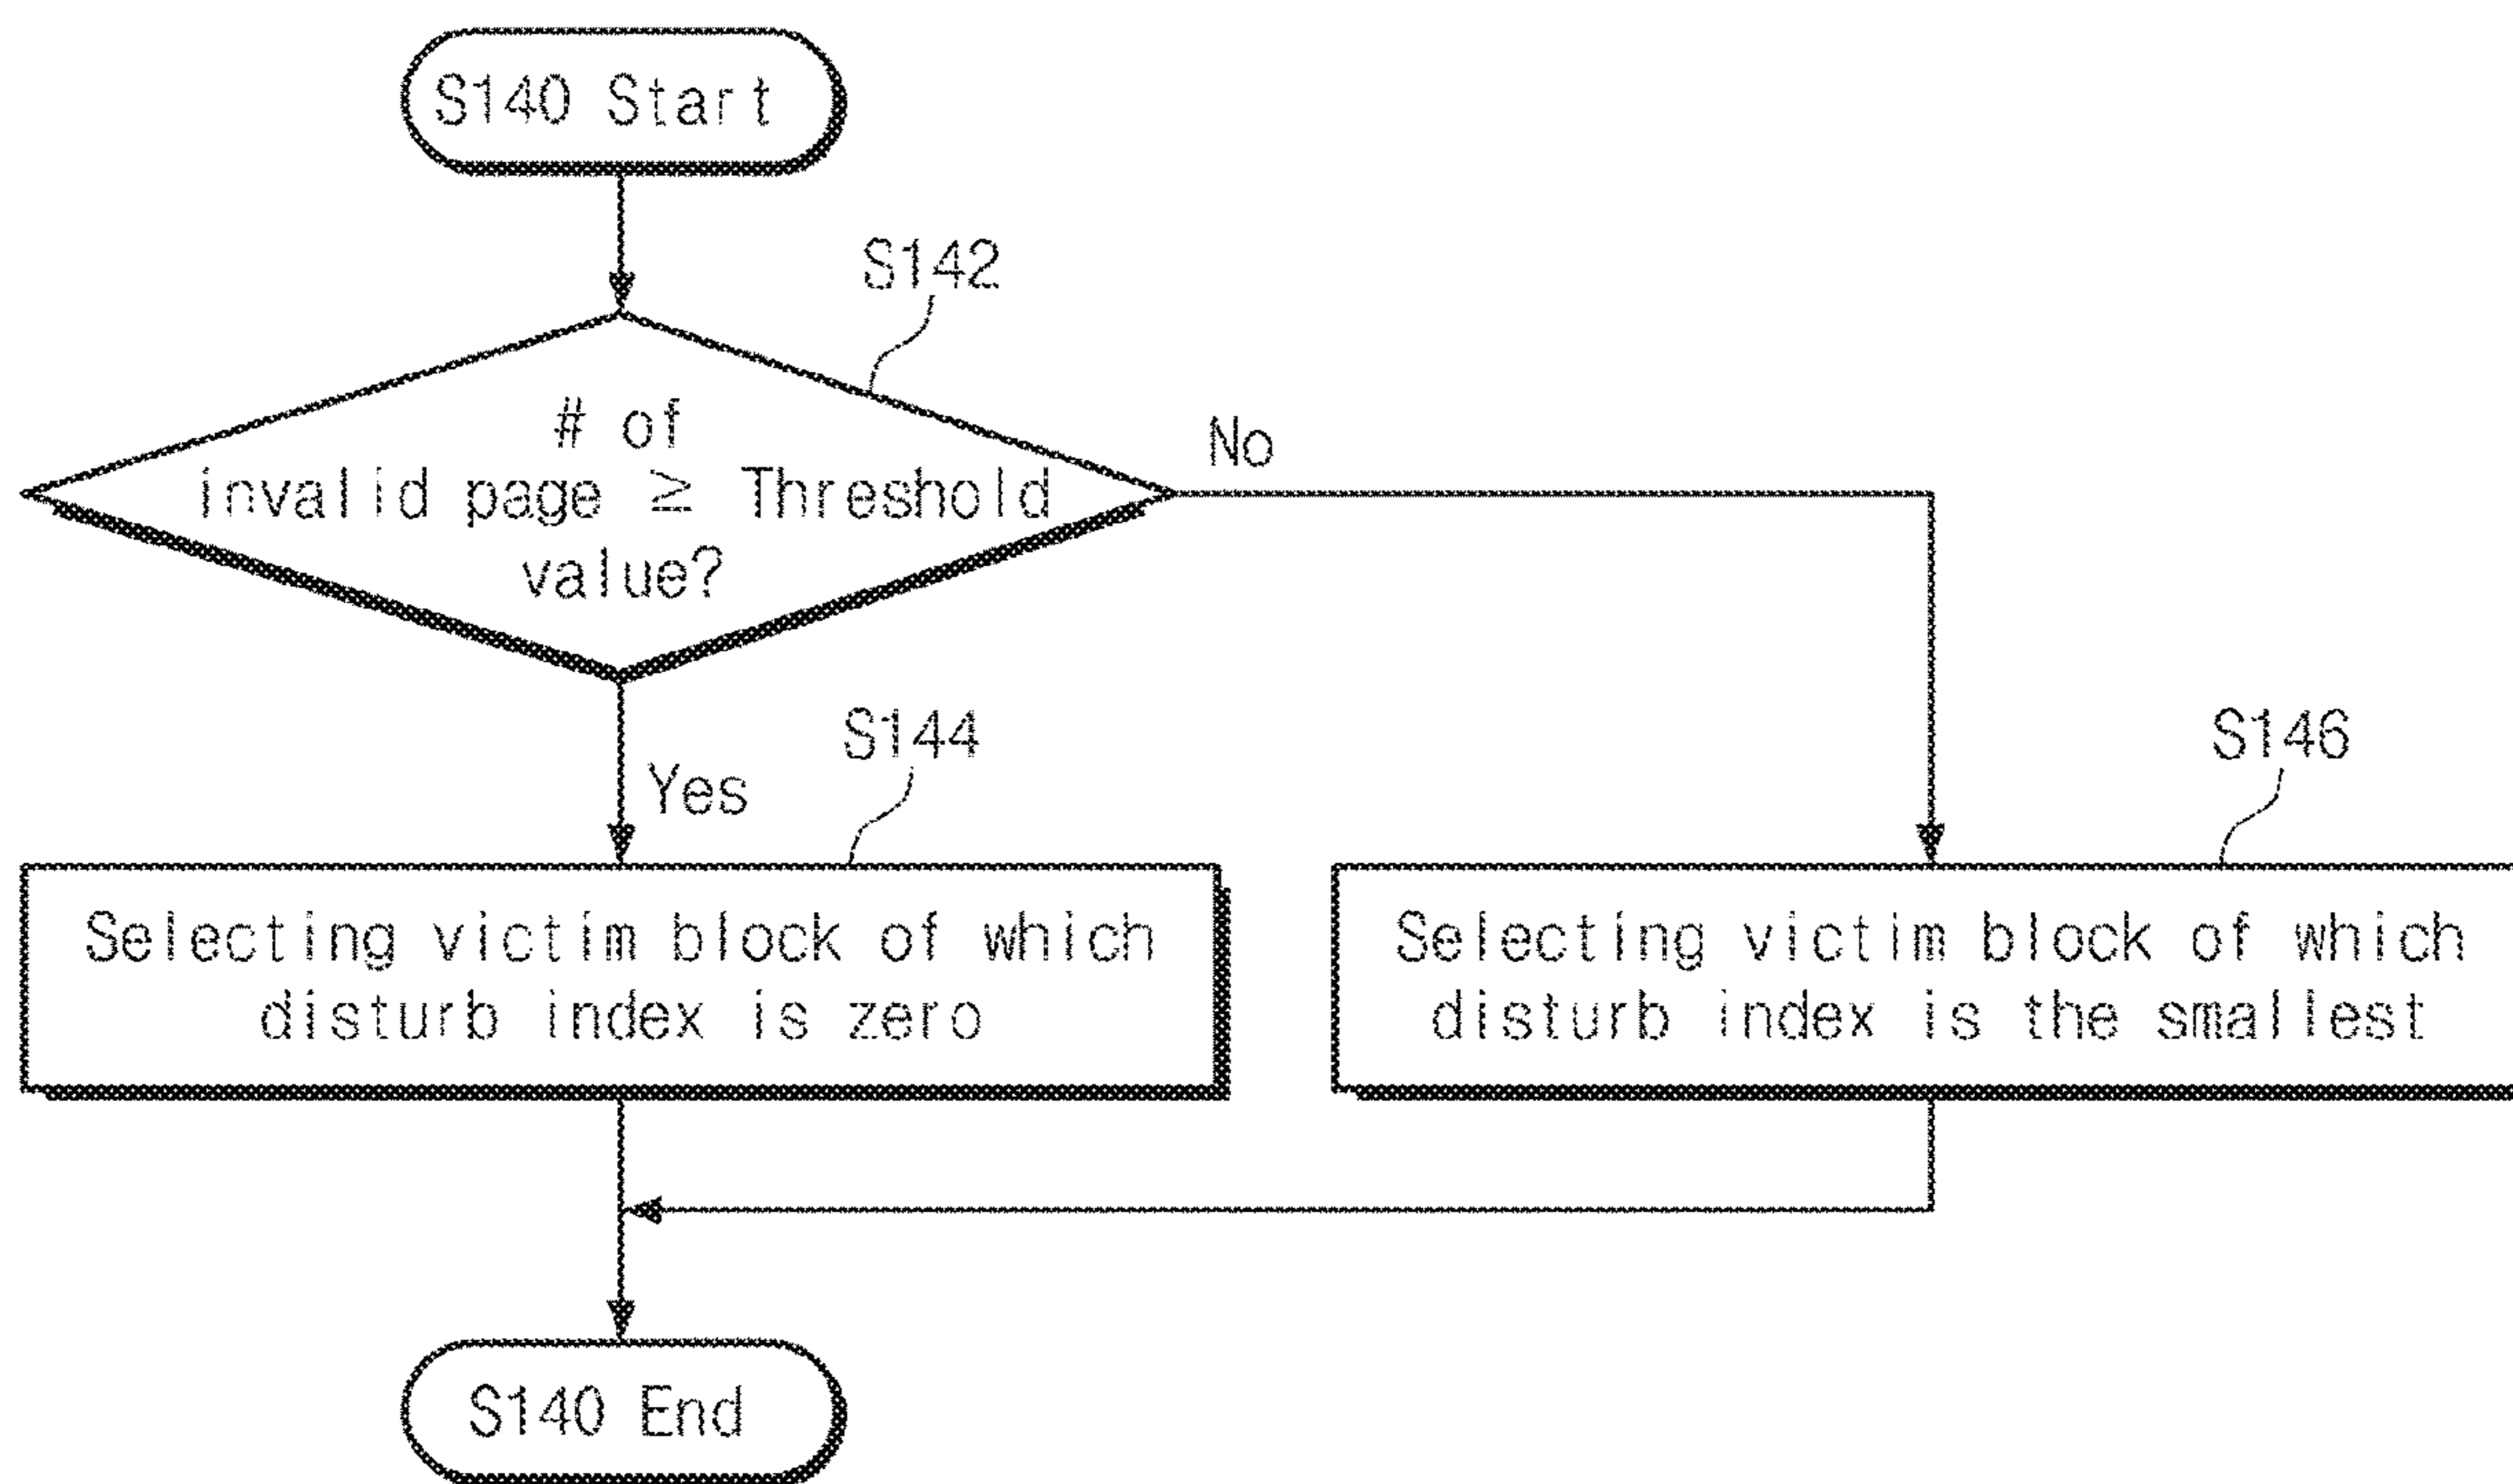 S140 Start
S142
# of
invalid page ≥ Threshold
value?
No
Yes
S144
S146
Selecting victim block of which
disturb index is zero
Selecting victim block of which
disturb index is the smallest
S140 End